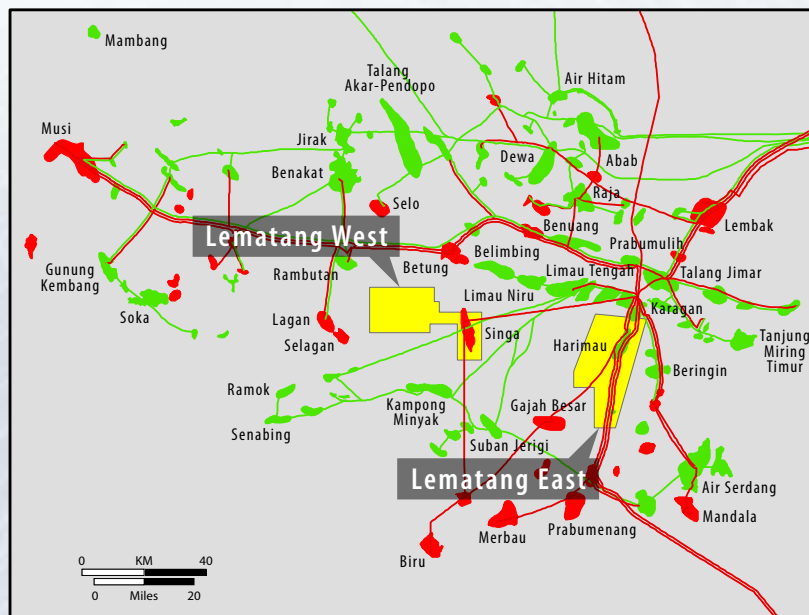 Mambang
Talang
Akar-Pendopo
Air Hitam
Musi
Jirak
Dewa
Abab
Benakat
Raja
Selo
Lembak
Lematang West
Benuang
Prabumulih
Betung
Belimbing
Gunung
Kembang
Rambutan
Limau Tengah
Talang Jimar
Soka
Limau Niru
Karagan
Lagan
Singa
Harimau
Tanjung
Miring
Timur
Selagan
Beringin
Ramok
Kampong
Minyak
Gajah Besar
Senabing
Suban Jerigi
Lematang East
Air Serdang
Merbau
Prabumenang
Mandala
Biru
0 KM 40
0 Miles 20